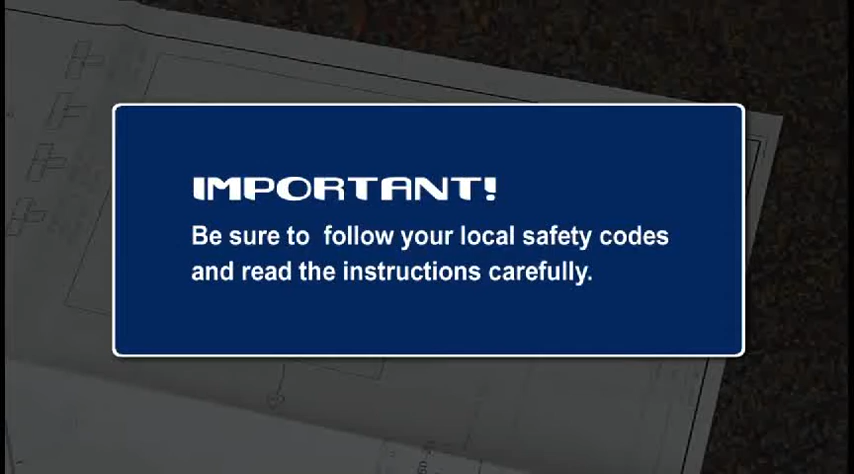 IMPORTANT!
Be sure to  follow your local safety codes
and read the instructions carefully.